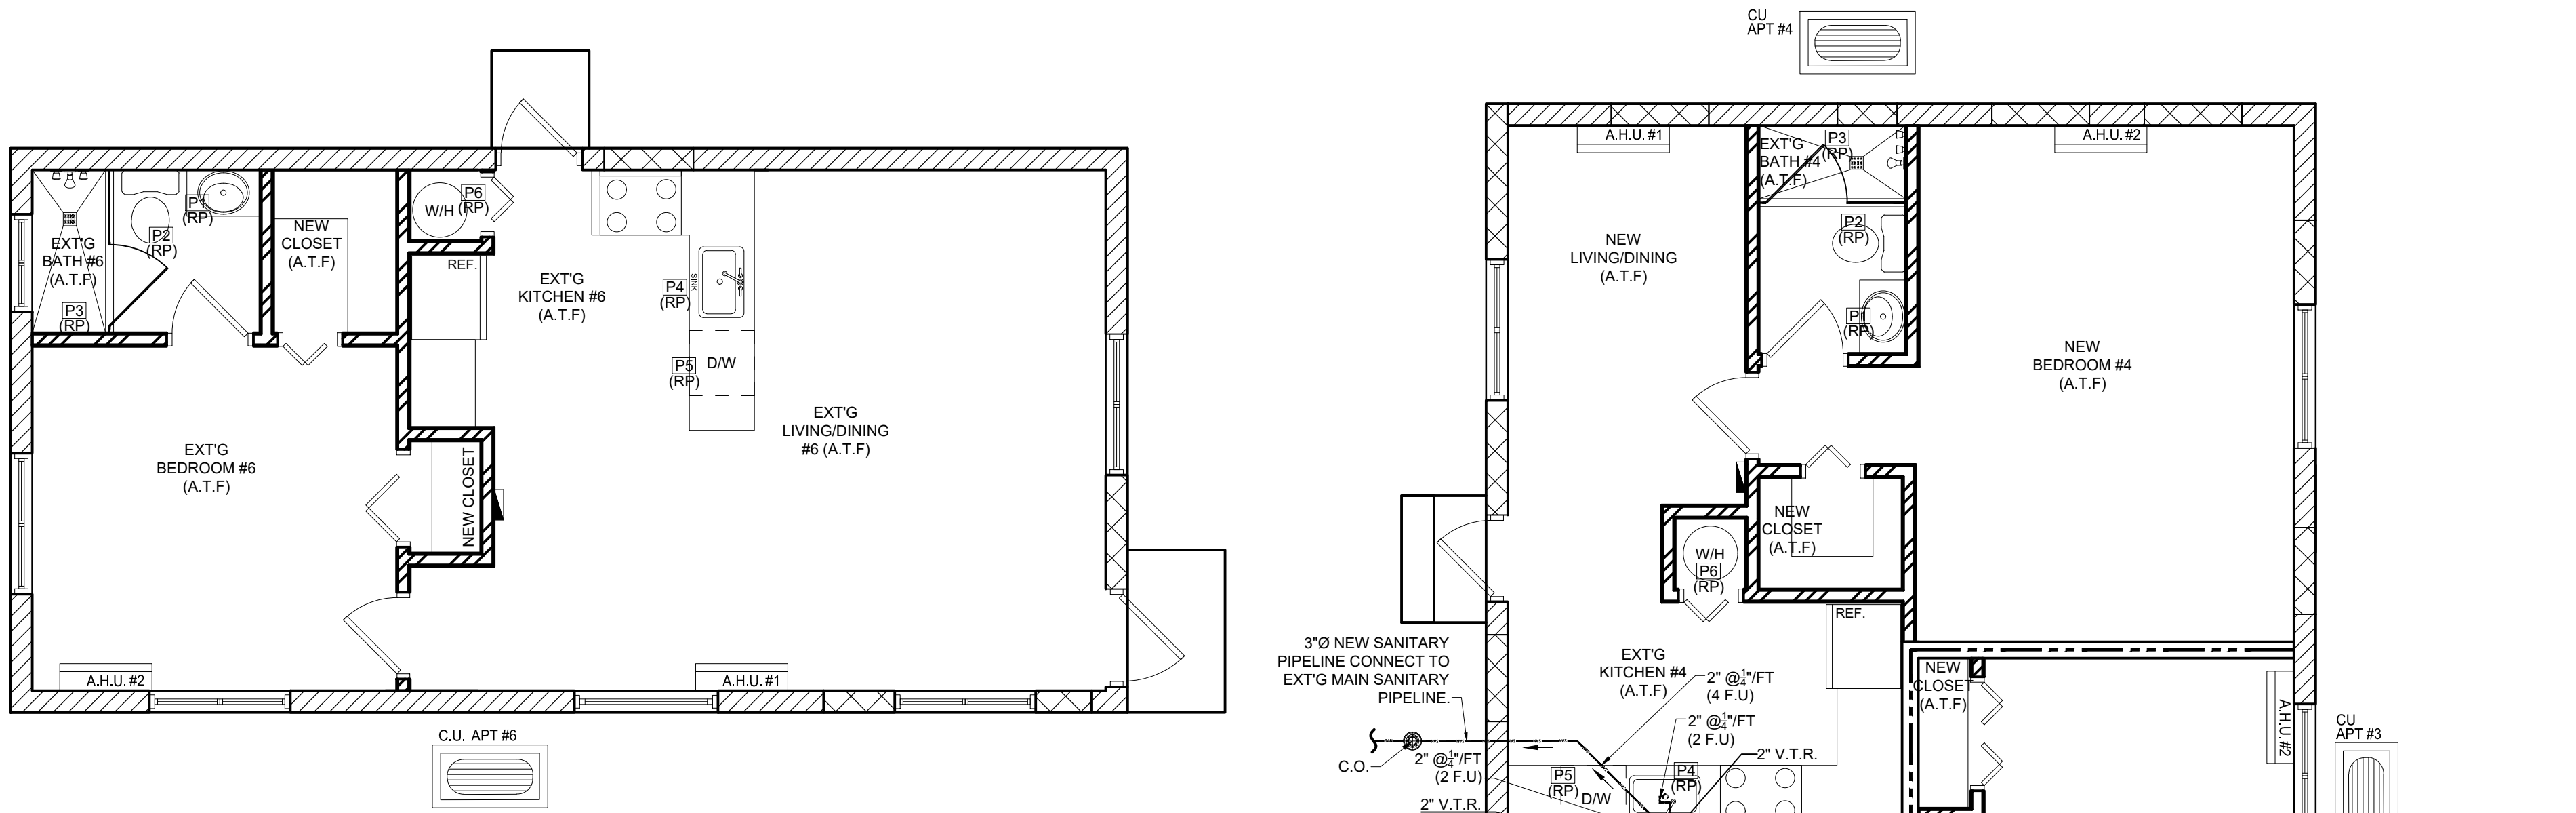 CU
APT #4
P1
(RP)
P2
(RP)
P3
(RP)
EXT'G
BATH #6
(A.T.F)
NEW
CLOSET
(A.T.F)
W/H
P6
(RP)
REF.
EXT'G
KITCHEN #6
(A.T.F)
SINK
P4
(RP)
P5
(RP)
D/W
EXT'G
LIVING/DINING
#6 (A.T.F)
EXT'G
BEDROOM #6
(A.T.F)
NEW CLOSET
A.H.U. #2
A.H.U. #1
C.U. APT #6
A.H.U. #1
EXT'G
BATH #4
(A.T.F)
P3
(RP)
A.H.U. #2
NEW
LIVING/DINING
(A.T.F)
P2
(RP)
P1
(RP)
NEW
BEDROOM #4
(A.T.F)
NEW
CLOSET
(A.T.F)
W/H
P6
(RP)
REF.
3"Ø NEW SANITARY
PIPELINE CONNECT TO
EXT'G MAIN SANITARY
PIPELINE.
EXT'G
KITCHEN #4
(A.T.F)
2" @1/4"/FT
(4 F.U)
2" @1/4"/FT
(2 F.U)
2" V.T.R.
C.O.
2" @1/4"/FT
(2 F.U)
2" V.T.R.
P5
(RP)
D/W
P4
(RP)
NEW
CLOSET
(A.T.F)
A.H.U. #2
CU
APT #3